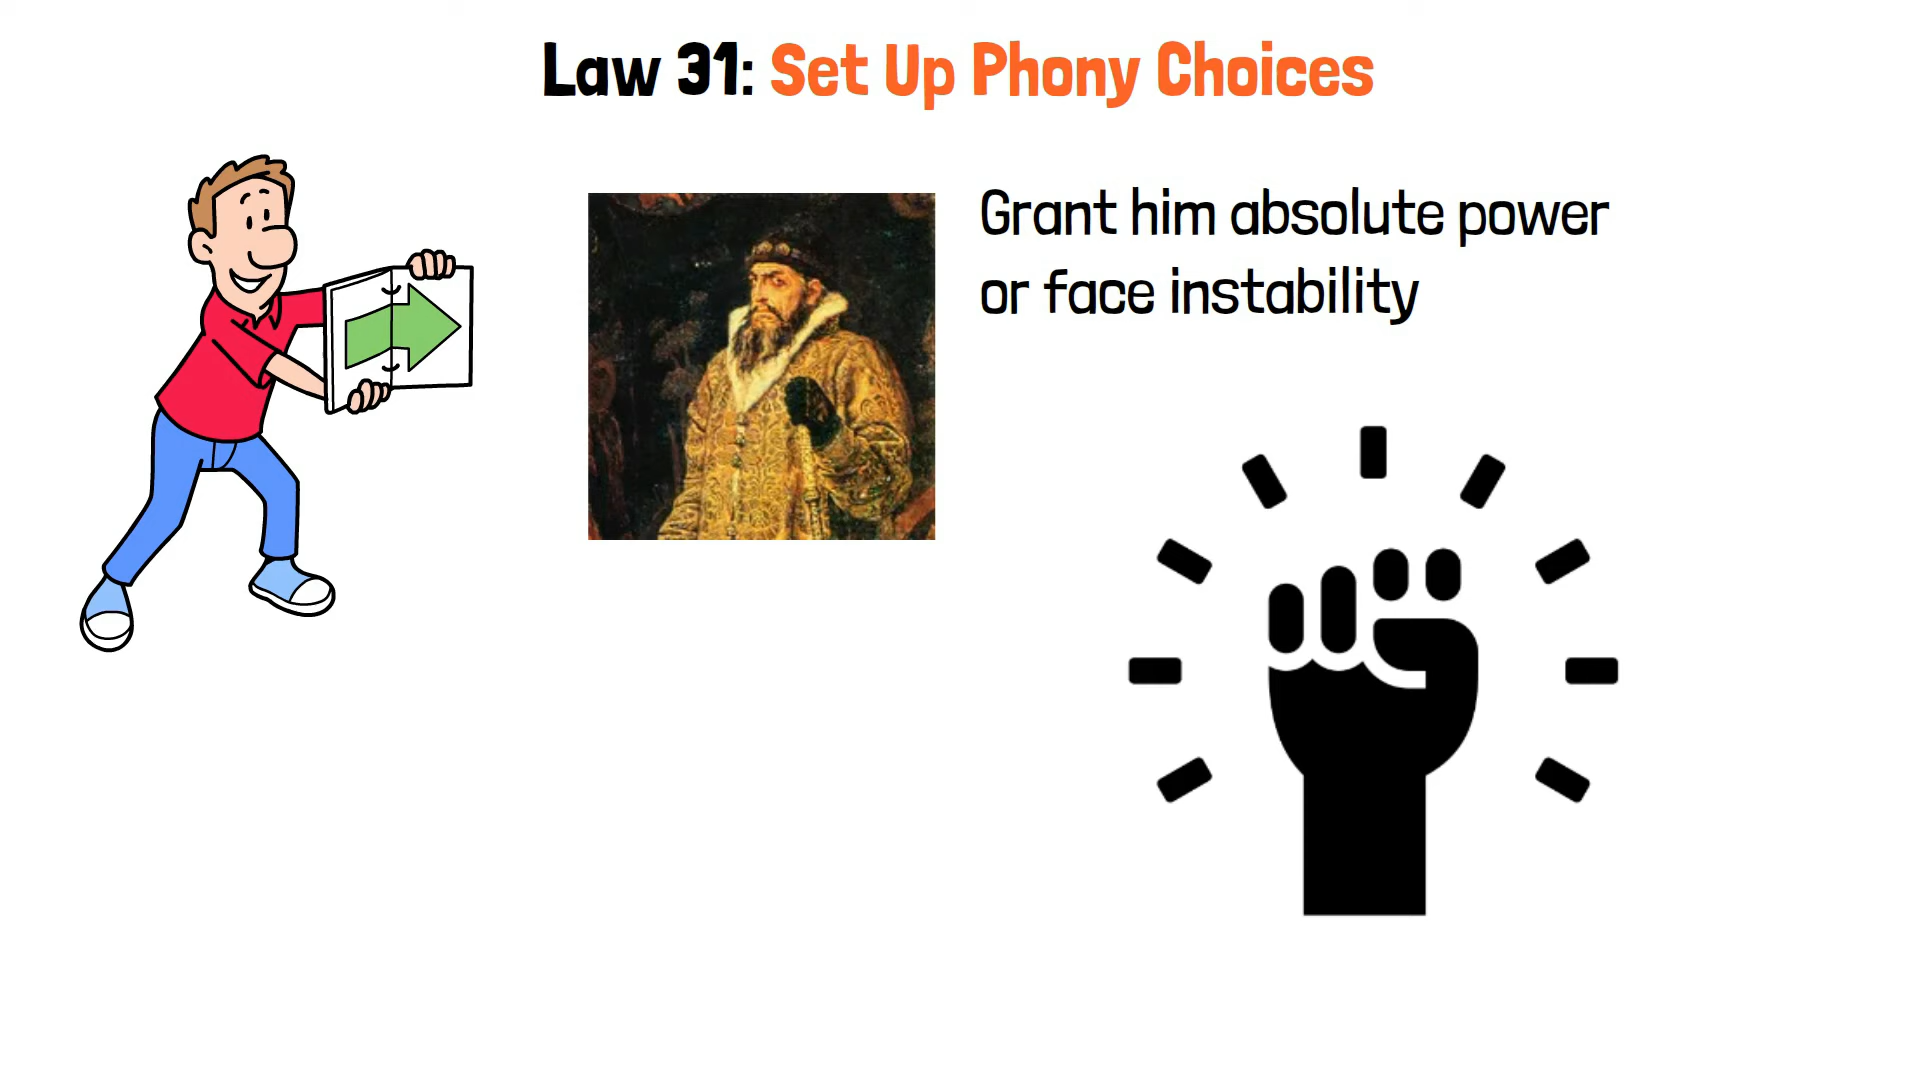 Law 31: Set Up Phony Choices
Grant him absolute power
or face instability